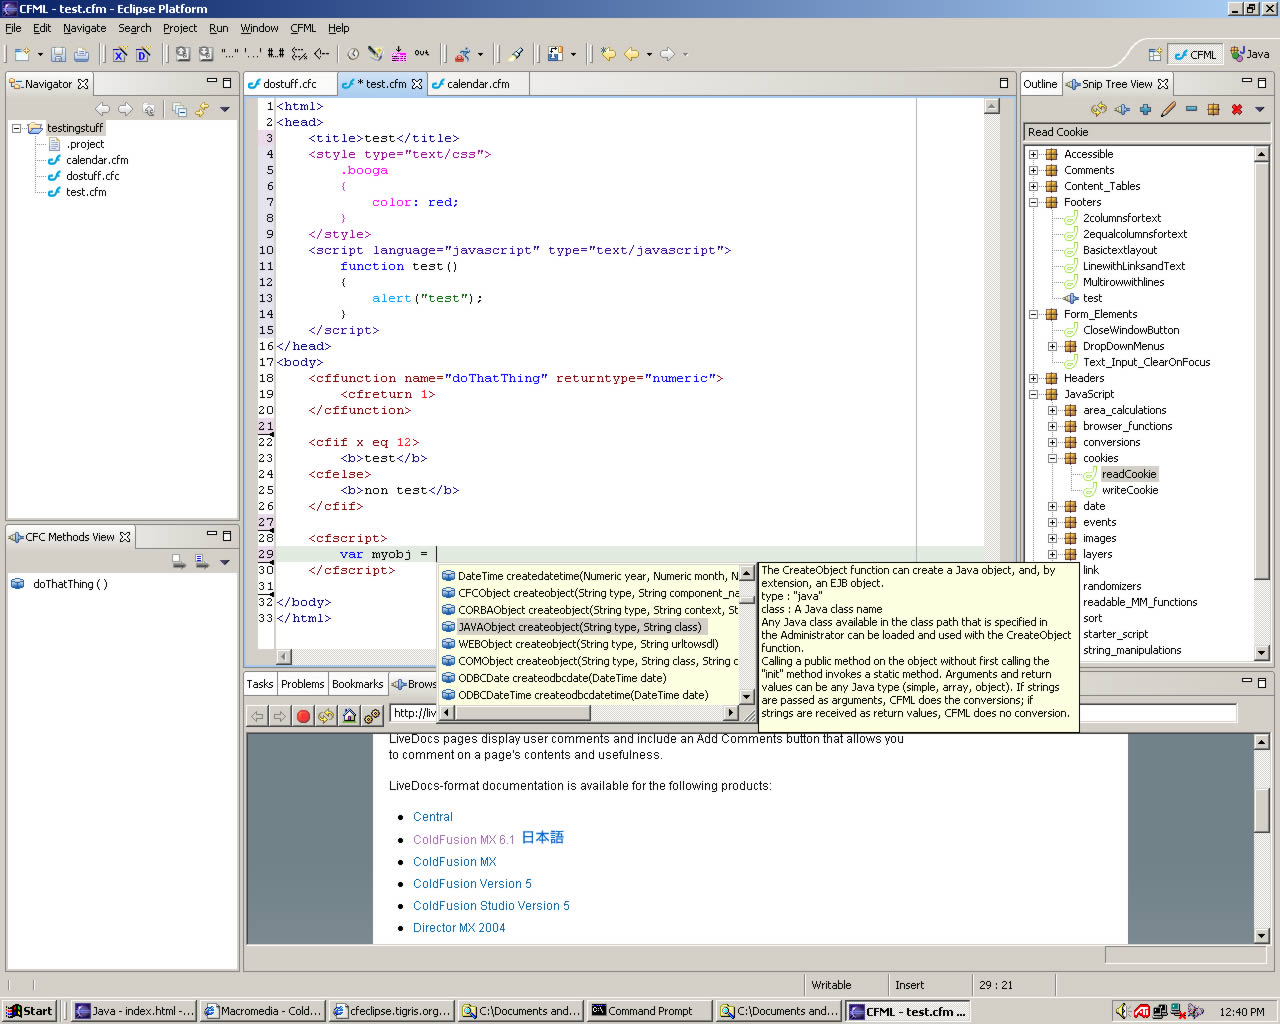 CFML - test.cfm - Eclipse Platform
File Edit Navigate Search Project Run Window CFML Help
CFML
Java
Navigator
testingstuff
.project
calendar.cfm
dostuff.cfc
test.cfm
CFC Methods View
doThatThing ( )
dostuff.cfc
* test.cfm
calendar.cfm
1 <html>
2 <head>
3 <title>test</title>
4 <style type="text/css">
5 .booga
6 {
7 color: red;
8 }
9 </style>
10 <script language="javascript" type="text/javascript">
11 function test()
12 {
13 alert("test");
14 }
15 </script>
16 </head>
17 <body>
18 <cffunction name="doThatThing" returntype="numeric">
19 <cfreturn 1>
20 </cffunction>
21
22 <cfif x eq 12>
23 <b>test</b>
24 <cfelse>
25 <b>non test</b>
26 </cfif>
27
28 <cfscript>
29 var myobj =
30 </cfscript>
31
32 </body>
33 </html>
DateTime createdatetime(Numeric year, Numeric month, N
CFCObject createobject(String type, String component_na
CORBAObject createobject(String type, String context, St
JAVAObject createobject(String type, String class)
WEBObject createobject(String type, String urltowsdl)
COMObject createobject(String type, String class, String c
ODBCDate createodbcdate(DateTime date)
ODBCDateTime createodbcdatetime(DateTime date)
The CreateObject function can create a Java object, and, by
extension, an EJB object.
type : "java"
class : A Java class name
Any Java class available in the class path that is specified in
the Administrator can be loaded and used with the CreateObject
function.
Calling a public method on the object without first calling the
"init" method invokes a static method. Arguments and return
values can be any Java type (simple, array, object). If strings
are passed as arguments, CFML does the conversions; if
strings are received as return values, CFML does no conversion.
Outline
Snip Tree View
Read Cookie
Accessible
Comments
Content_Tables
Footers
2columnsfortext
2equalcolumnsfortext
Basictextlayout
LinewithLinksandText
Multirowwithlines
test
Form_Elements
CloseWindowButton
DropDownMenus
Text_Input_ClearOnFocus
Headers
JavaScript
area_calculations
browser_functions
conversions
cookies
readCookie
writeCookie
date
events
images
layers
link
randomizers
readable_MM_functions
sort
starter_script
string_manipulations
Tasks Problems Bookmarks Brows
http://liv
LiveDocs pages display user comments and include an Add Comments button that allows you
to comment on a page's contents and usefulness.
LiveDocs-format documentation is available for the following products:
Central
ColdFusion MX 6.1 日本語
ColdFusion MX
ColdFusion Version 5
ColdFusion Studio Version 5
Director MX 2004
Writable Insert 29 : 21
Start
Java - index.html -...
Macromedia - Cold...
cfeclipse.tigris.org...
C:\Documents and...
Command Prompt
C:\Documents and...
CFML - test.cfm ...
12:40 PM